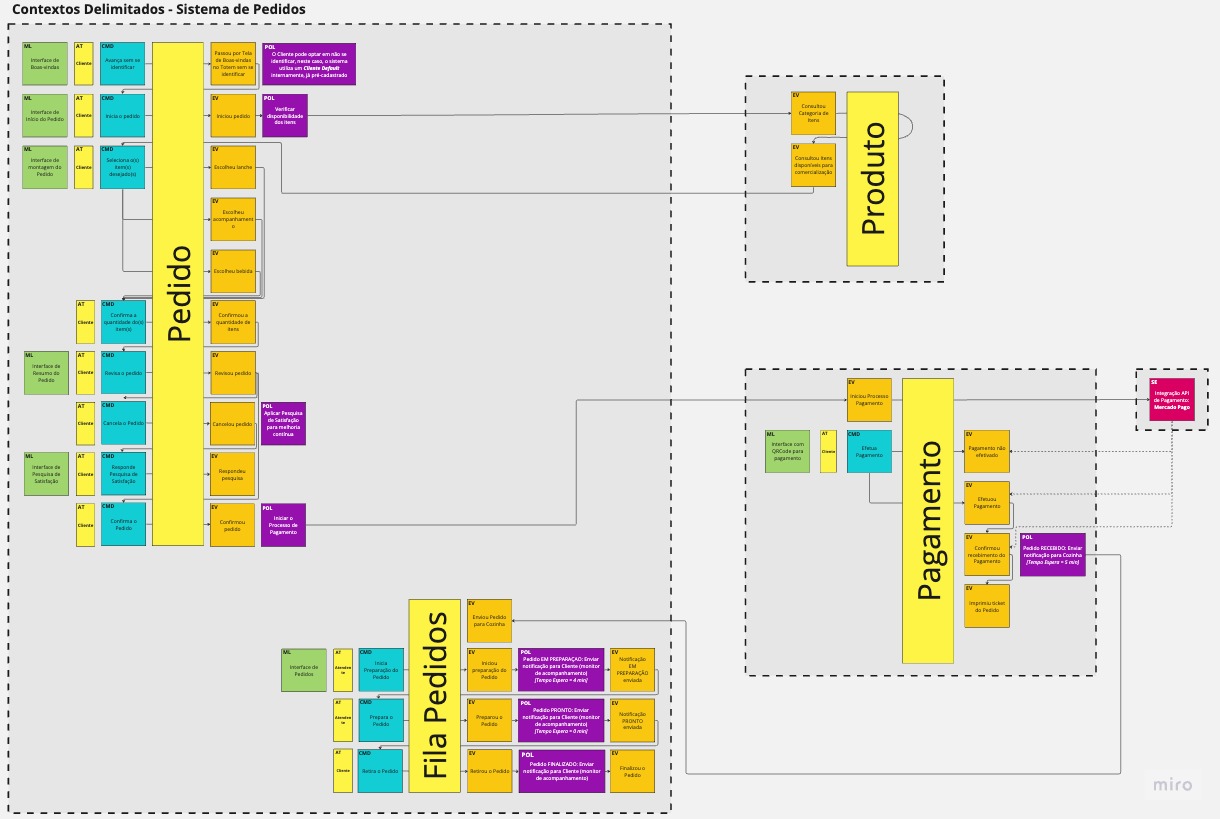 Contextos Delimitados - Sistema de Pedidos
ML
Interface de
Boas-vindas
AT
Cliente
CMD
Avança sem se
identificar
Pedido
EV
Passou por Tela
de Boas-vindas
no Totem sem se
identificar
POL
O Cliente pode optar em não se
identificar, neste caso, o sistema
utiliza um Cliente Default
internamente, já pré-cadastrado
ML
Interface de
Início do Pedido
AT
Cliente
CMD
Inicia o pedido
EV
Iniciou pedido
POL
Verificar
disponibilidade
dos itens
ML
Interface de
montagem do
Pedido
AT
Cliente
CMD
Seleciona o(s)
item(s)
desejado(s)
EV
Escolheu lanche
EV
Escolheu
acompanhament
o
EV
Escolheu bebida
AT
Cliente
CMD
Confirma a
quantidade do(s)
item(s)
EV
Confirmou a
quantidade de
itens
ML
Interface de
Resumo do
Pedido
AT
Cliente
CMD
Revisa o pedido
EV
Revisou pedido
AT
Cliente
CMD
Cancela o Pedido
EV
Cancelou pedido
POL
Aplicar Pesquisa
de Satisfação
para melhoria
contínua
ML
Interface de
Pesquisa de
Satisfação
AT
Cliente
CMD
Responde
Pesquisa de
Satisfação
EV
Respondeu
pesquisa
AT
Cliente
CMD
Confirma o
Pedido
EV
Confirmou
pedido
POL
Iniciar o
Processo de
Pagamento
EV
Consultou
Categoria de
Itens
EV
Consultou itens
disponíveis para
comercialização
Produto
EV
Iniciou Processo
Pagamento
Pagamento
SE
Integração API
de Pagamento:
Mercado Pago
ML
Interface com
QRCode para
pagamento
AT
Cliente
CMD
Efetua
Pagamento
EV
Pagamento não
efetivado
EV
Efetuou
Pagamento
EV
Confirmou
recebimento do
Pagamento
POL
Pedido RECEBIDO: Enviar
notificação para Cozinha
[Tempo Espera = 5 min]
EV
Imprimiu ticket
do Pedido
Fila Pedidos
EV
Enviou Pedido
para Cozinha
ML
Interface de
Pedidos
AT
Atenden
te
CMD
Inicia
Preparação do
Pedido
EV
Iniciou
preparação do
Pedido
POL
Pedido EM PREPARAÇAO: Enviar
notificação para Cliente (monitor
de acompanhamento)
[Tempo Espera = 4 min]
EV
Notificação
EM
PREPARAÇÃO
enviada
AT
Atenden
te
CMD
Prepara o
Pedido
EV
Preparou o
Pedido
POL
Pedido PRONTO: Enviar
notificação para Cliente (monitor
de acompanhamento)
[Tempo Espera = 0 min]
EV
Notificação
PRONTO
enviada
AT
Cliente
CMD
Retira o Pedido
EV
Retirou o Pedido
POL
Pedido FINALIZADO: Enviar
notificação para Cliente (monitor
de acompanhamento)
EV
Finalizou o
Pedido
miro